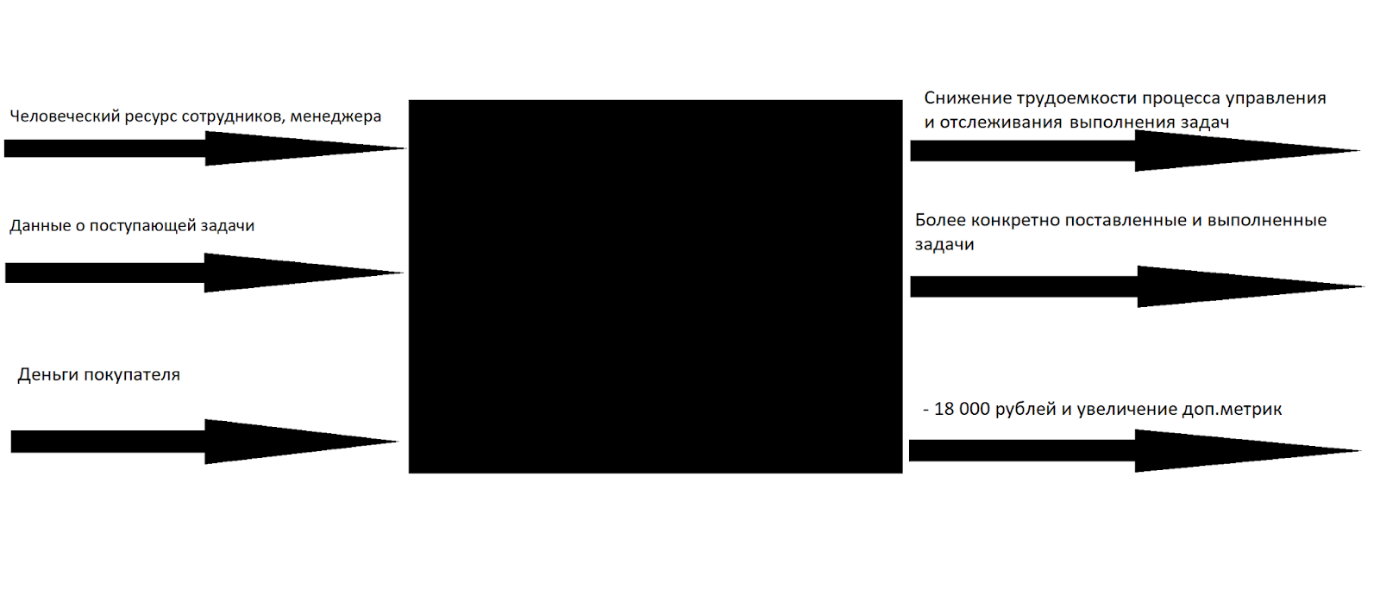 Человеческий ресурс сотрудников, менеджера
Данные о поступающей задачи
Деньги покупателя
Снижение трудоемкости процесса управления
и отслеживания выполнения задач
Более конкретно поставленные и выполненные
задачи
- 18 000 рублей и увеличение доп.метрик